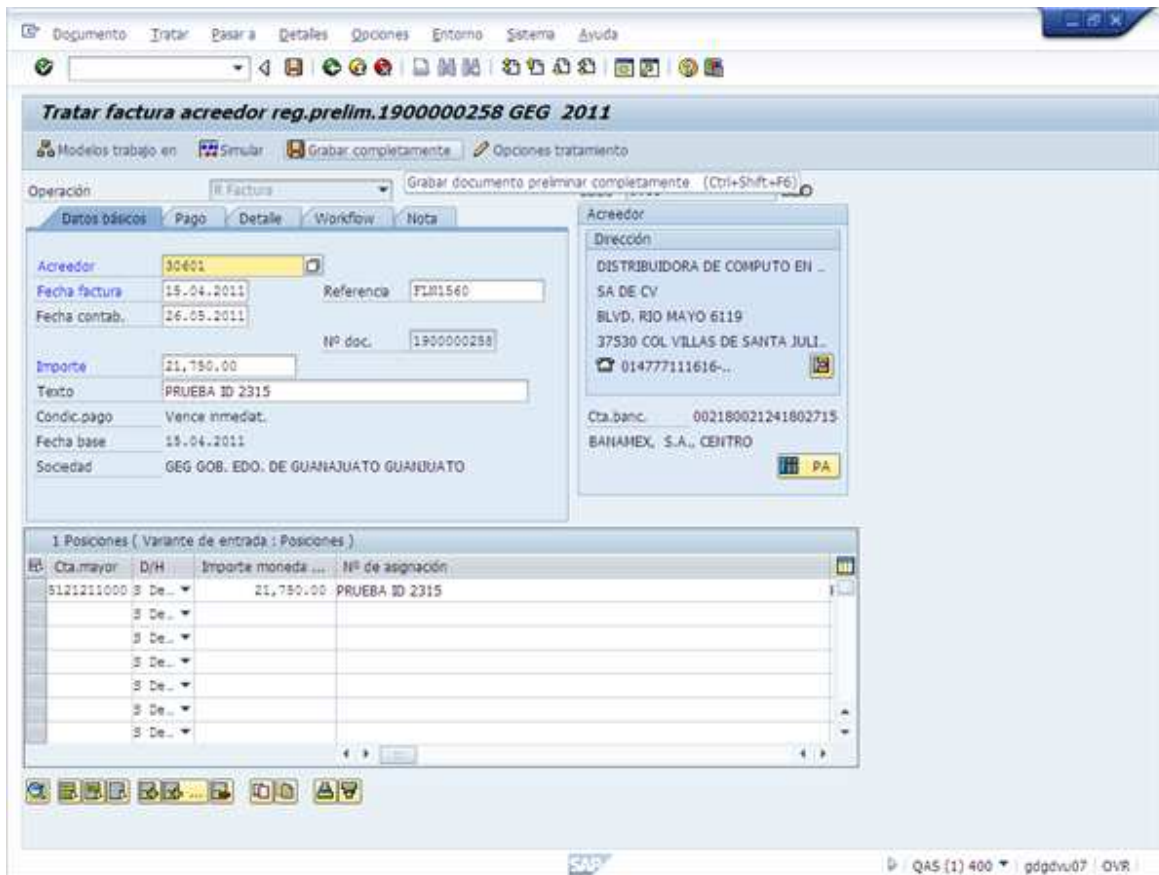 Documento Tratar Pasar a Detalles Opciones Entorno Sistema Ayuda
Tratar factura acreedor reg.prelim.1900000258 GEG 2011
Modelos trabajo en Simular Grabar completamente Opciones tratamiento
Operación R Factura
Grabar documento preliminar completamente (Ctrl+Shift+F6)
Datos básicos Pago Detalle Workflow Nota
Acreedor 30601
Fecha factura 15.04.2011 Referencia
Fecha contab. 26.05.2011
Nº doc. 1900000258
Importe 21,750.00
Texto PRUEBA ID 2315
Condic.pago Vence inmediat.
Fecha base 15.04.2011
Sociedad GEG GOB. EDO. DE GUANAJUATO GUANJUATO
Acreedor
Dirección
DISTRIBUIDORA DE COMPUTO EN ..
SA DE CV
BLVD. RIO MAYO 6119
37530 COL VILLAS DE SANTA JULI..
014777111616-..
Cta.banc. 002180021241802715
BANAMEX, S.A., CENTRO
PA
1 Posiciones ( Variante de entrada : Posiciones )
Cta.mayor D/H Importe moneda ... Nº de asignación
5121211000 S De.. 21,750.00 PRUEBA ID 2315
S De..
S De..
S De..
S De..
S De..
S De..
SAP
QAS (1) 400 gdgdvu07 OVR